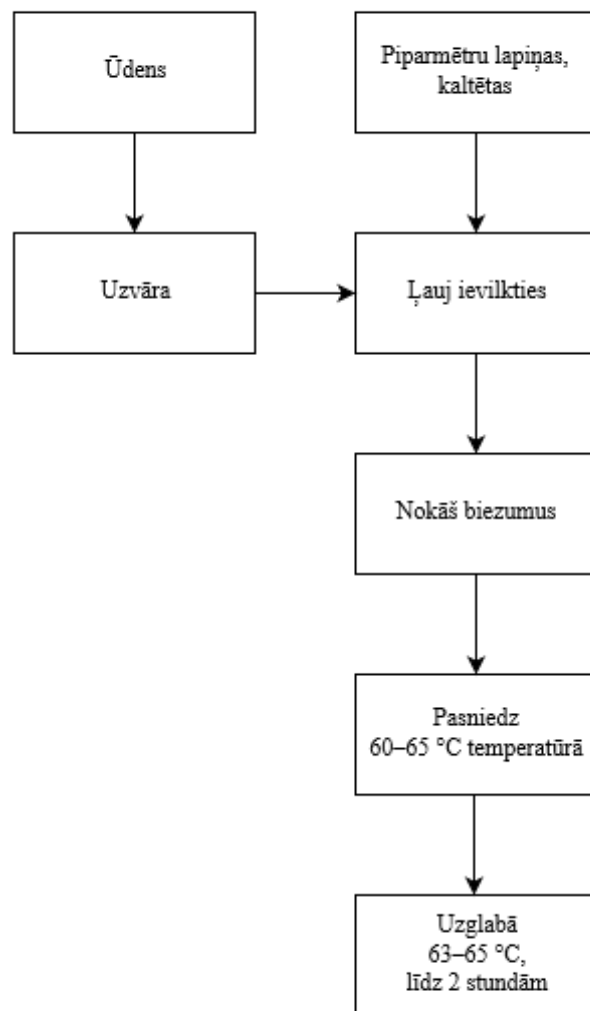 Ūdens
Piparmētru lapiņas,
kaltētas
Uzvāra
Ļauj ievilkties
Nokāš biezumus
Pasniedz
60–65 °C temperatūrā
Uzglabā
63–65 °C,
līdz 2 stundām